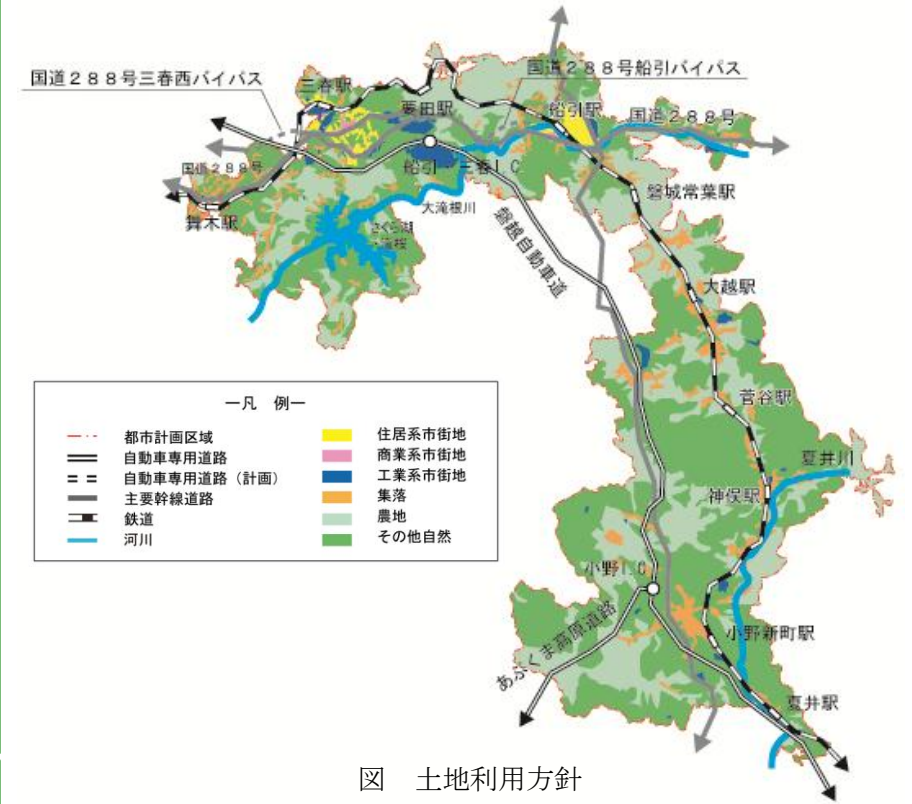 国道288号三春西バイパス
国道288号船引バイパス
三春駅
要田駅
船引駅
国道288号
国道288号
船引・三春I.C
磐城常葉駅
舞木駅
大滝根川
さくら湖
・滝桜
磐越自動車道
大越駅
菅谷駅
夏井川
神俣駅
小野I.C
あぶくま高原道路
小野新町駅
夏井駅
―凡 例―
都市計画区域
自動車専用道路
自動車専用道路（計画）
主要幹線道路
鉄道
河川
住居系市街地
商業系市街地
工業系市街地
集落
農地
その他自然
図 土地利用方針